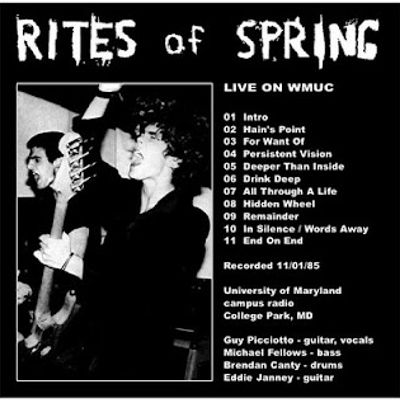 RITES of SPRING
LIVE ON WMUC
01 Intro
02 Hain's Point
03 For Want Of
04 Persistent Vision
05 Deeper Than Inside
06 Drink Deep
07 All Through A Life
08 Hidden Wheel
09 Remainder
10 In Silence / Words Away
11 End On End
Recorded 11/01/85
University of Maryland
campus radio
College Park, MD
Guy Picciotto - guitar, vocals
Michael Fellows - bass
Brendan Canty - drums
Eddie Janney - guitar